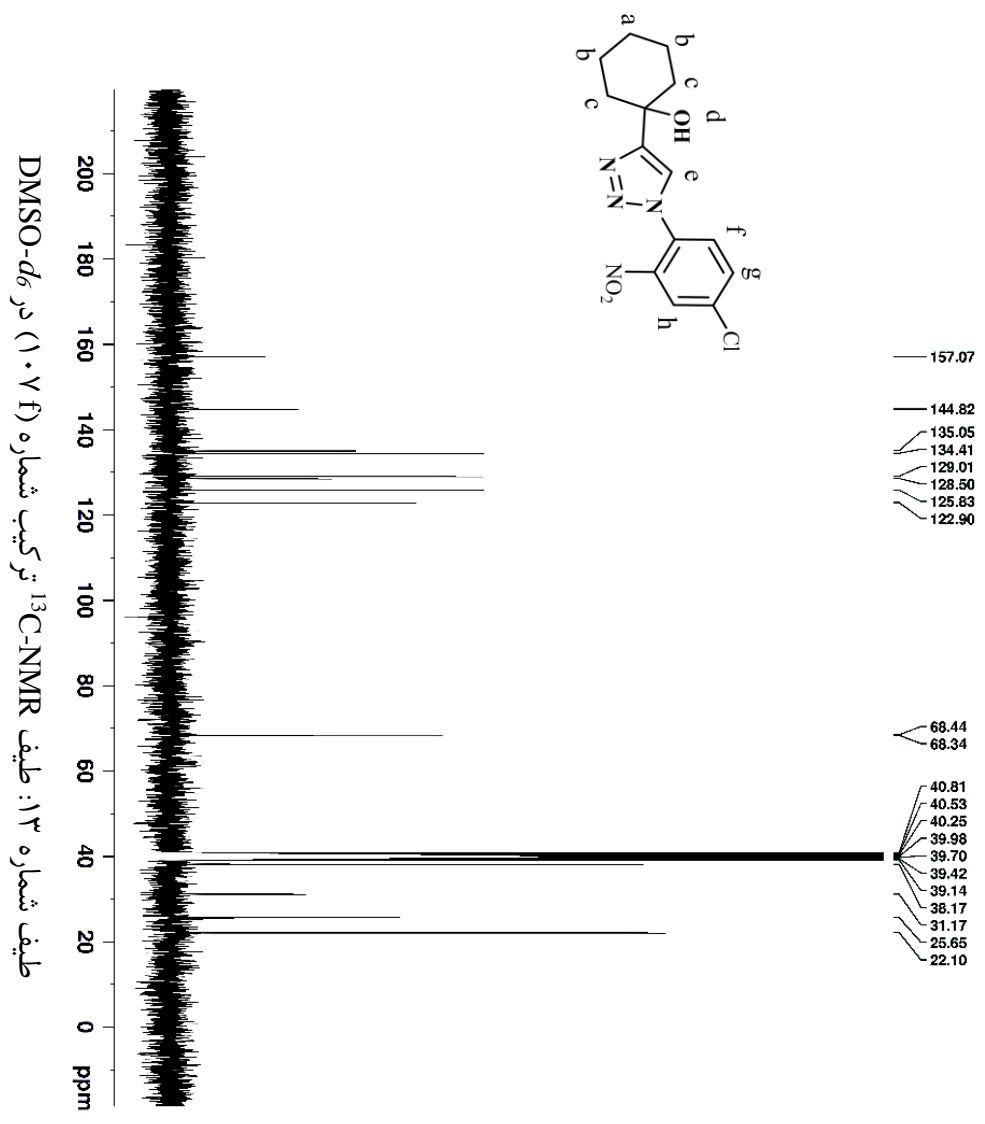 a
b
b
c
c
d
OH
e
N
N
N
f
g
h
NO2
Cl
157.07
144.82
135.05
134.41
129.01
128.50
125.83
122.90
68.44
68.34
40.81
40.53
40.25
39.98
39.70
39.42
39.14
38.17
31.17
25.65
22.10
200 180 160 140 120 100 80 60 40 20 0 ppm
طیف شماره ۱۳: طیف 13C-NMR ترکیب شماره (۱۰۷ f) در DMSO-d6